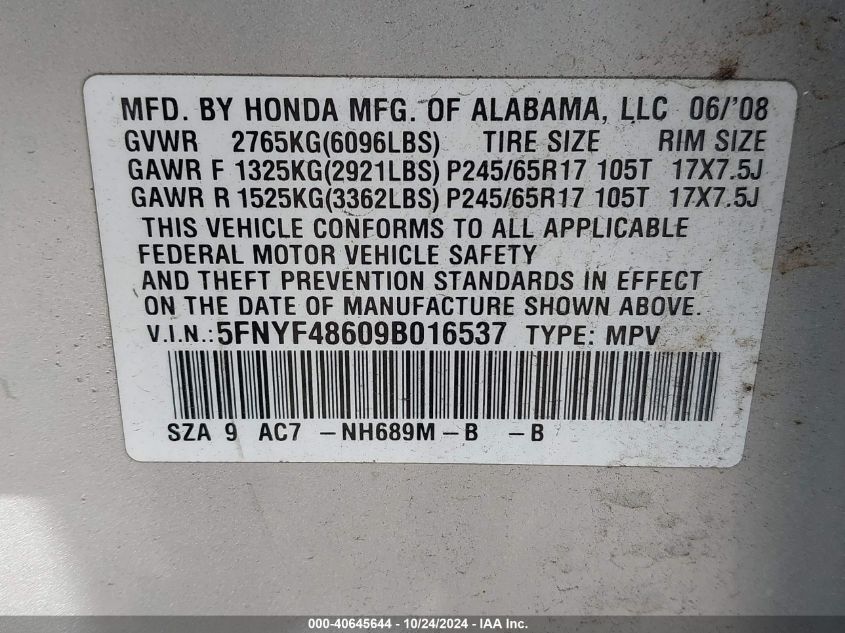 MFD. BY HONDA MFG. OF ALABAMA, LLC 06/'08
GVWR 2765KG(6096LBS) TIRE SIZE RIM SIZE
GAWR F 1325KG(2921LBS) P245/65R17 105T 17X7.5J
GAWR R 1525KG(3362LBS) P245/65R17 105T 17X7.5J
THIS VEHICLE CONFORMS TO ALL APPLICABLE
FEDERAL MOTOR VEHICLE SAFETY
AND THEFT PREVENTION STANDARDS IN EFFECT
ON THE DATE OF MANUFACTURE SHOWN ABOVE.
V.I.N.: 5FNYF48609B016537 TYPE: MPV
SZA 9 AC7 -NH689M-B -B
000-40645644 - 10/24/2024 - IAA Inc.